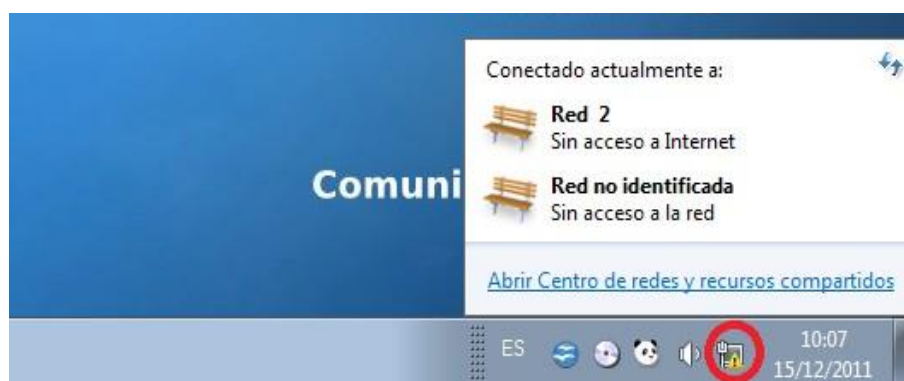 Conectado actualmente a:
Red 2
Sin acceso a Internet
Comuni
Red no identificada
Sin acceso a la red
Abrir Centro de redes y recursos compartidos
ES
10:07
15/12/2011